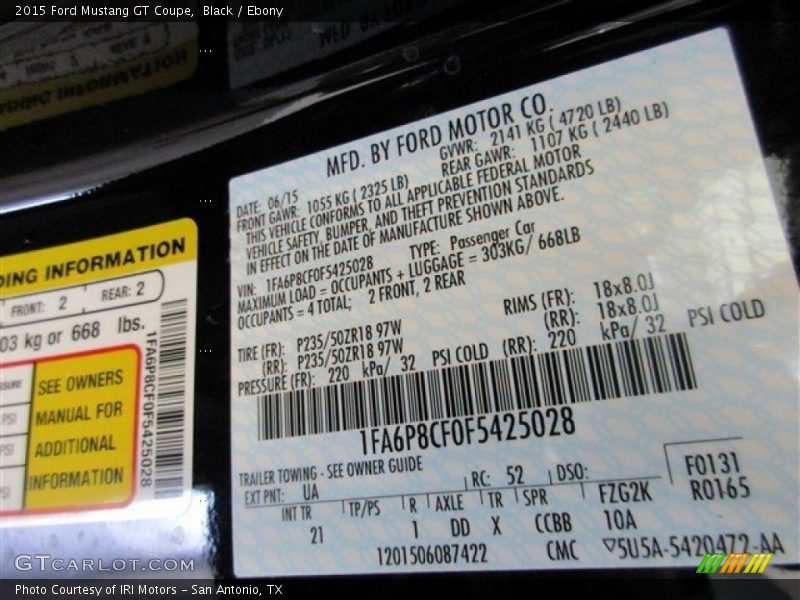 2015 Ford Mustang GT Coupe, Black / Ebony
MFD. BY FORD MOTOR CO.
DATE: 06/15 GVWR: 2141 KG ( 4720 LB)
FRONT GAWR: 1055 KG ( 2325 LB) REAR GAWR: 1107 KG ( 2440 LB)
THIS VEHICLE CONFORMS TO ALL APPLICABLE FEDERAL MOTOR
VEHICLE SAFETY, BUMPER, AND THEFT PREVENTION STANDARDS
IN EFFECT ON THE DATE OF MANUFACTURE SHOWN ABOVE.
VIN: 1FA6P8CF0F5425028 TYPE: Passenger Car
MAXIMUM LOAD = OCCUPANTS + LUGGAGE = 303KG/ 668LB
OCCUPANTS = 4 TOTAL; 2 FRONT, 2 REAR
TIRE (FR): P235/50ZR18 97W RIMS (FR): 18x8.0J
(RR): P235/50ZR18 97W (RR): 18x8.0J
PRESSURE (FR): 220 kPa/ 32 PSI COLD (RR): 220 kPa/ 32 PSI COLD
1FA6P8CF0F5425028
TRAILER TOWING - SEE OWNER GUIDE
EXT PNT: UA RC: 52 DSO: F0131
R0165
INT TR TP/PS R AXLE TR SPR FZG2K
21 1 DD X CCBB 10A
1201506087422 CMC 5U5A-5420472-AA
DING INFORMATION
FRONT: 2 REAR: 2
03 kg or 668 lbs.
SSURE SEE OWNERS
PSI MANUAL FOR
PSI ADDITIONAL
PSI INFORMATION
1FA6P8CF0F5425028
GTCarLot.com
Photo Courtesy of IRI Motors – San Antonio, TX